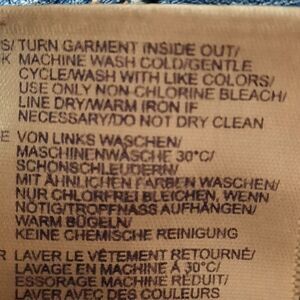 S/ TURN GARMENT INSIDE OUT/
K MACHINE WASH COLD/GENTLE
CYCLE/WASH WITH LIKE COLORS/
USE ONLY NON-CHLORINE BLEACH/
LINE DRY/WARM IRON IF
NECESSARY/DO NOT DRY CLEAN
E VON LINKS WASCHEN/
MASCHINENWÄSCHE 30°C/
SCHONSCHLEUDERN/
MIT ÄHNLICHEN FARBEN WASCHEN/
NUR CHLORFREI BLEICHEN, WENN
NÖTIG/TROPFNASS AUFHÄNGEN/
WARM BÜGELN/
KEINE CHEMISCHE REINIGUNG
R LAVER LE VÊTEMENT RETOURNÉ/
LAVAGE EN MACHINE À 30°C/
ESSORAGE MACHINE RÉDUIT/
LAVER AVEC DES COULEURS